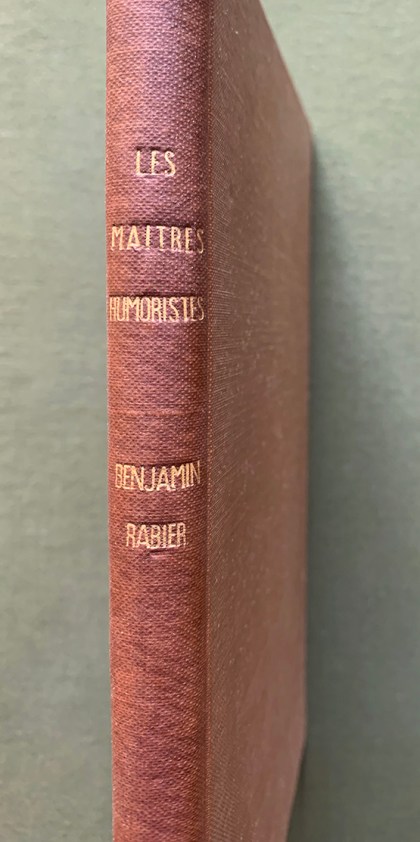 LES
MAITRES
HUMORISTES
BENJAMIN
RABIER